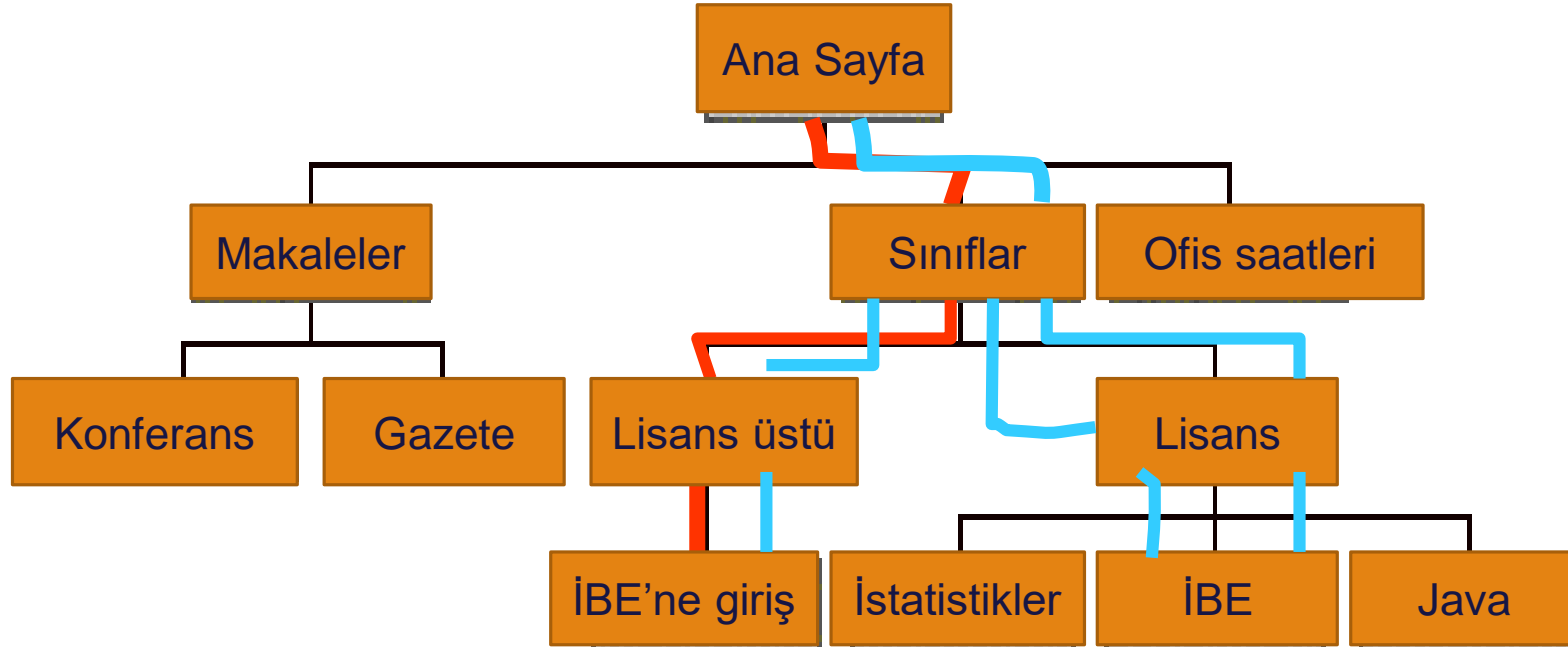 Ana Sayfa
Makaleler
Sınıflar
Ofis saatleri
Konferans
Gazete
Lisans üstü
Lisans
İBE’ne giriş
İstatistikler
İBE
Java